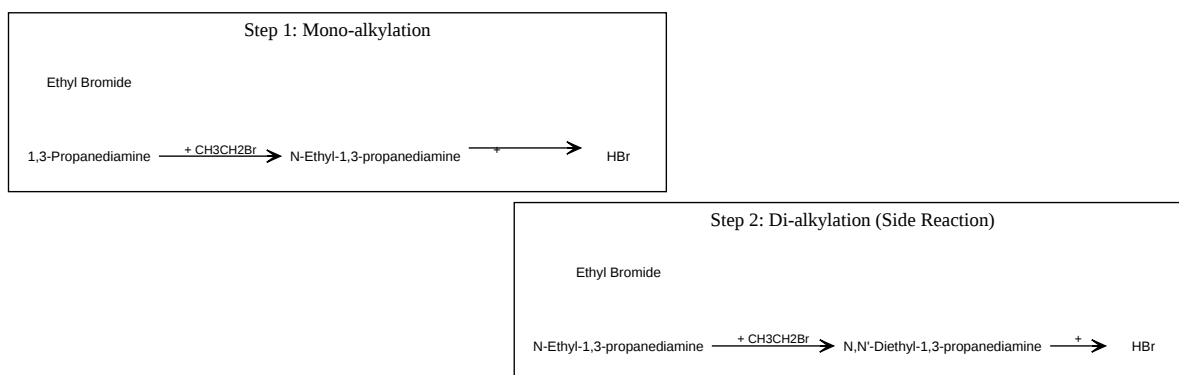 Step 1: Mono-alkylation
Ethyl Bromide
1,3-Propanediamine + CH3CH2Br N-Ethyl-1,3-propanediamine + HBr
Step 2: Di-alkylation (Side Reaction)
Ethyl Bromide
N-Ethyl-1,3-propanediamine + CH3CH2Br N,N'-Diethyl-1,3-propanediamine + HBr